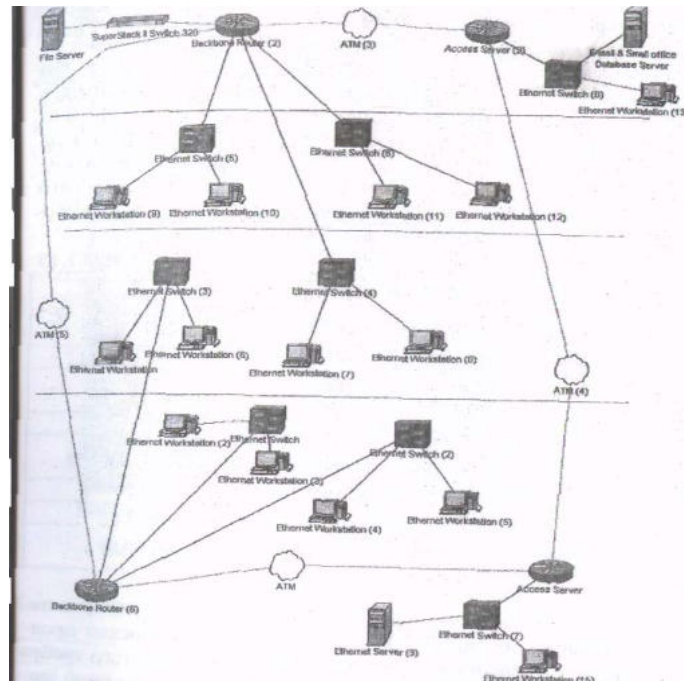 File Server
SuperStack II Switch 320
Backbone Router (2)
ATM (3)
Access Server (3)
Email & Small office
Database Server
Ethernet Switch (8)
Ethernet Workstation (13
Ethernet Switch (5)
Ethernet Switch (6)
Ethernet Workstation (9)
Ethernet Workstation (10)
Ethernet Workstation (11)
Ethernet Workstation (12)
Ethernet Switch (3)
Ethernet Switch (4)
ATM (5)
Ethernet Workstation
Ethernet Workstation (6)
Ethernet Workstation (7)
Ethernet Workstation (8)
ATM (4)
Ethernet Workstation (2)
Ethernet Switch
Ethernet Switch (2)
Ethernet Workstation (3)
Ethernet Workstation (4)
Ethernet Workstation (5)
Backbone Router (6)
ATM
Access Server
Ethernet Server (3)
Ethernet Switch (7)
Ethernet Workstation (15)